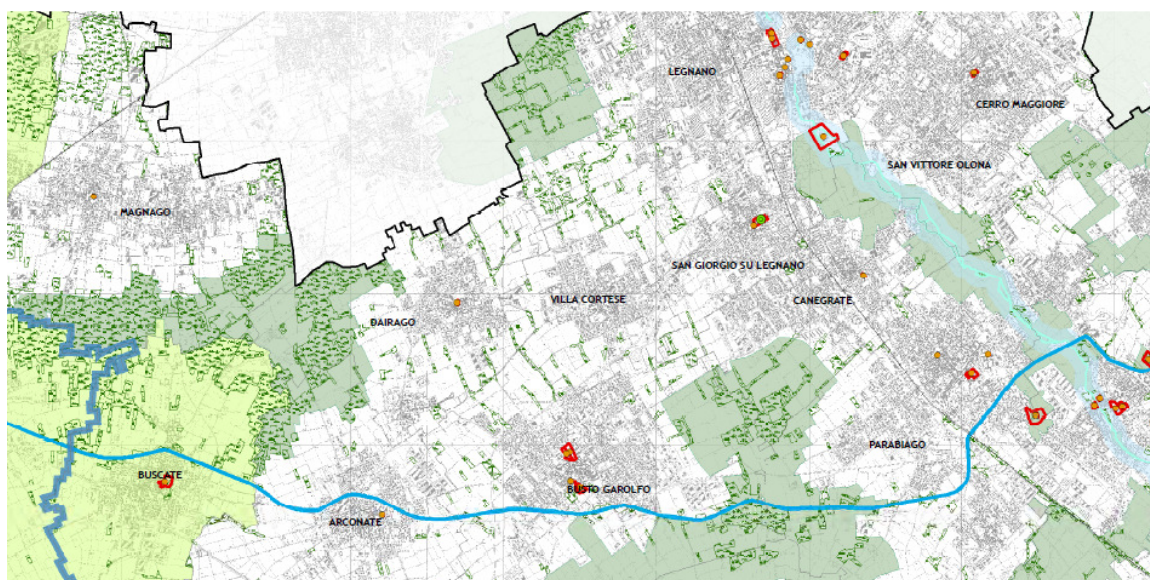 LEGNANO
CERRO MAGGIORE
SAN VITTORE OLONA
MAGNAGO
SAN GIORGIO SU LEGNANO
VILLA CORTESE
CANEGRATE
DAIRAGO
PARABIAGO
BUSCATE
BUSTO GAROLFO
ARCONATE